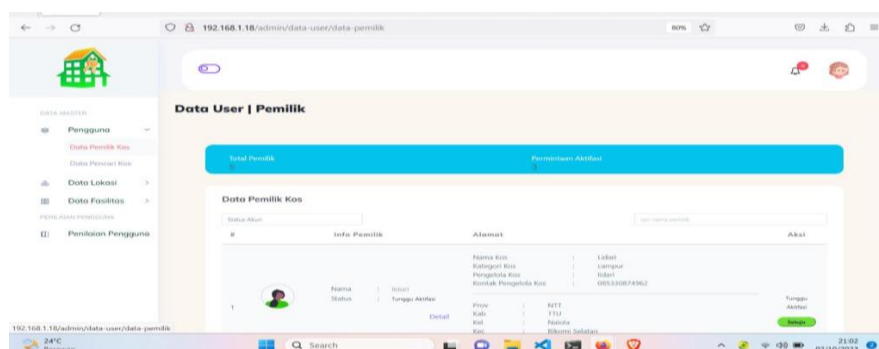 192.168.1.18/admin/data-user/data-pemilik
80%
DATA MASTER
Data User | Pemilik
Pengguna
Data Pemilik Kos
Data Pencari Kos
Total Pemilik
Permintaan Aktifasi
3
Data Lokasi
Data Fasilitas
Data Pemilik Kos
PENILAIAN PENGGUNA
Status Akun
cari nama pemilik
Penilaian Pengguna
# Info Pemilik Alamat Aksi
Nama Kos : Lidari
Kategori Kos : campur
Pengelola Kos : lidari
Kontak Pengelola Kos : 085330874962
Nama :
Status : Tunggu Aktifasi
Detail
1
Prov : NTT
Kab : TTU
Kel :
Kec : Bikomi Selatan
Tunggu
Aktifasi
Setuju
192.168.1.18/admin/data-user/data-pemilik
24°C
Search
21:02